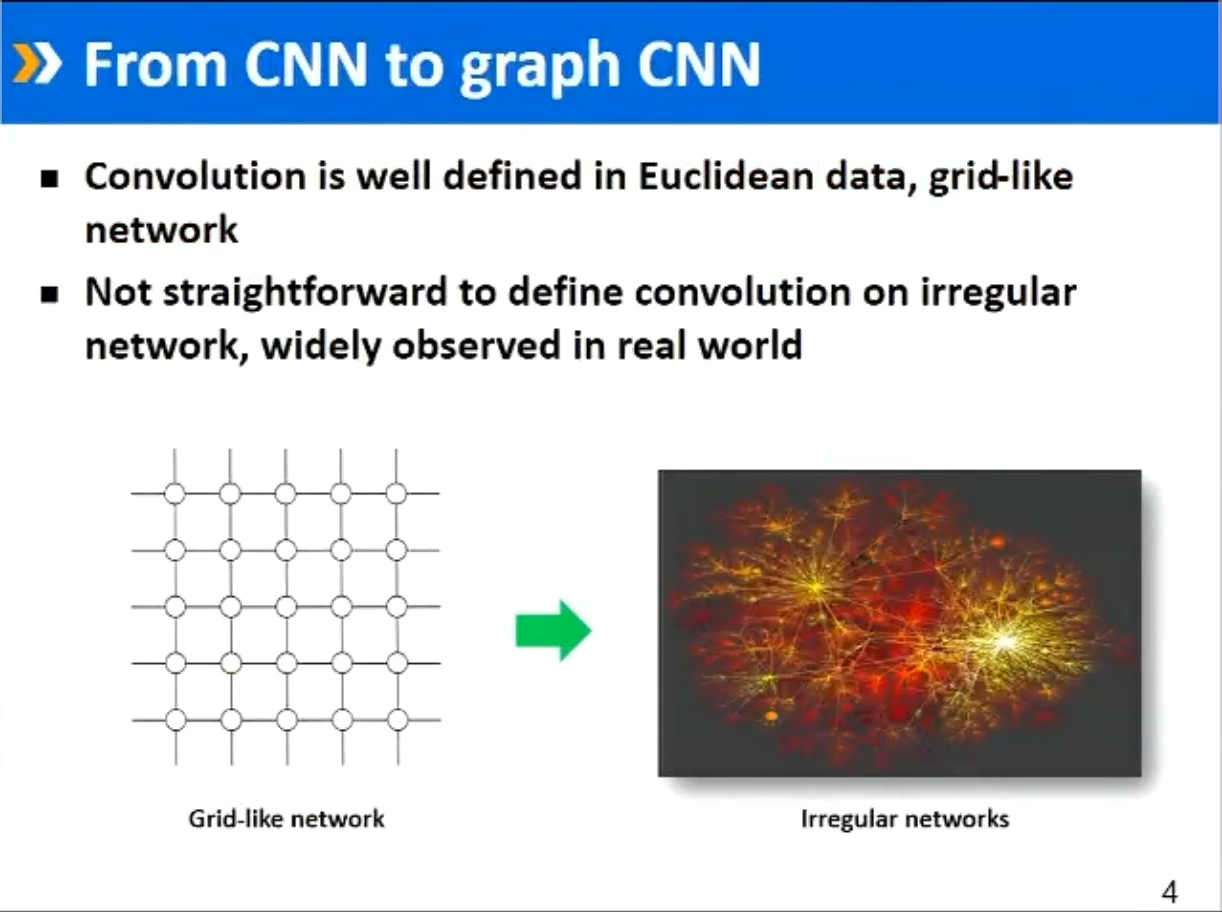 From CNN to graph CNN
Convolution is well defined in Euclidean data, grid-like
network
Not straightforward to define convolution on irregular
network, widely observed in real world
Grid-like network
Irregular networks
4